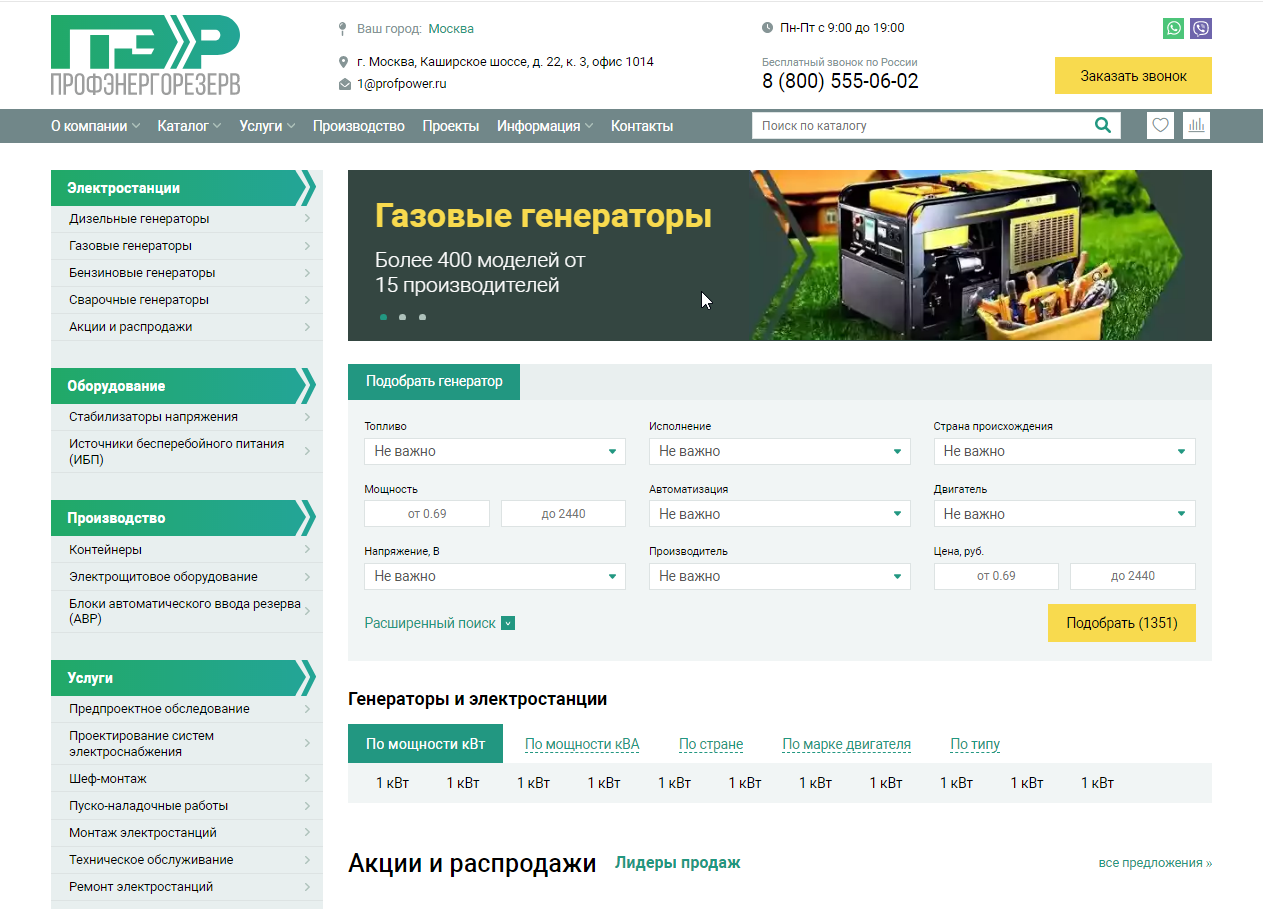 ПЭР
ПРОФЭНЕРГОРЕЗЕРВ
Ваш город: Москва
г. Москва, Каширское шоссе, д. 22, к. 3, офис 1014
1@profpower.ru
Пн-Пт с 9:00 до 19:00
Бесплатный звонок по России
8 (800) 555-06-02
Заказать звонок
О компании Каталог Услуги Производство Проекты Информация Контакты
Поиск по каталогу
Электростанции
Дизельные генераторы
Газовые генераторы
Бензиновые генераторы
Сварочные генераторы
Акции и распродажи
Оборудование
Стабилизаторы напряжения
Источники бесперебойного питания
(ИБП)
Производство
Контейнеры
Электрощитовое оборудование
Блоки автоматического ввода резерва
(АВР)
Услуги
Предпроектное обследование
Проектирование систем
электроснабжения
Шеф-монтаж
Пуско-наладочные работы
Монтаж электростанций
Техническое обслуживание
Ремонт электростанций
Газовые генераторы
Более 400 моделей от
15 производителей
Подобрать генератор
Топливо Исполнение Страна происхождения
Не важно Не важно Не важно
Мощность Автоматизация Двигатель
от 0.69 до 2440 Не важно Не важно
Напряжение, В Производитель Цена, руб.
Не важно Не важно от 0.69 до 2440
Расширенный поиск Подобрать (1351)
Генераторы и электростанции
По мощности кВт По мощности кВА По стране По марке двигателя По типу
1 кВт 1 кВт 1 кВт 1 кВт 1 кВт 1 кВт 1 кВт 1 кВт 1 кВт 1 кВт 1 кВт
Акции и распродажи Лидеры продаж все предложения »